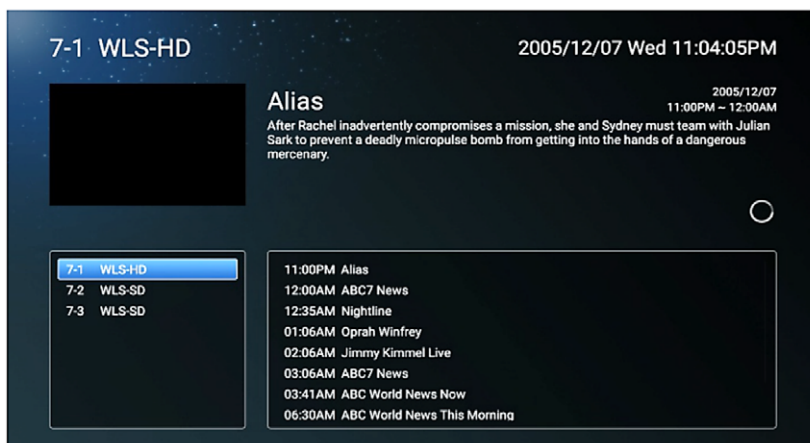 7-1 WLS-HD
2005/12/07 Wed 11:04:05PM
Alias
2005/12/07
11:00PM ~ 12:00AM
After Rachel inadvertently compromises a mission, she and Sydney must team with Julian
Sark to prevent a deadly micropulse bomb from getting into the hands of a dangerous
mercenary.
7-1 WLS-HD
7-2 WLS-SD
7-3 WLS-SD
11:00PM Alias
12:00AM ABC7 News
12:35AM Nightline
01:06AM Oprah Winfrey
02:06AM Jimmy Kimmel Live
03:06AM ABC7 News
03:41AM ABC World News Now
06:30AM ABC World News This Morning